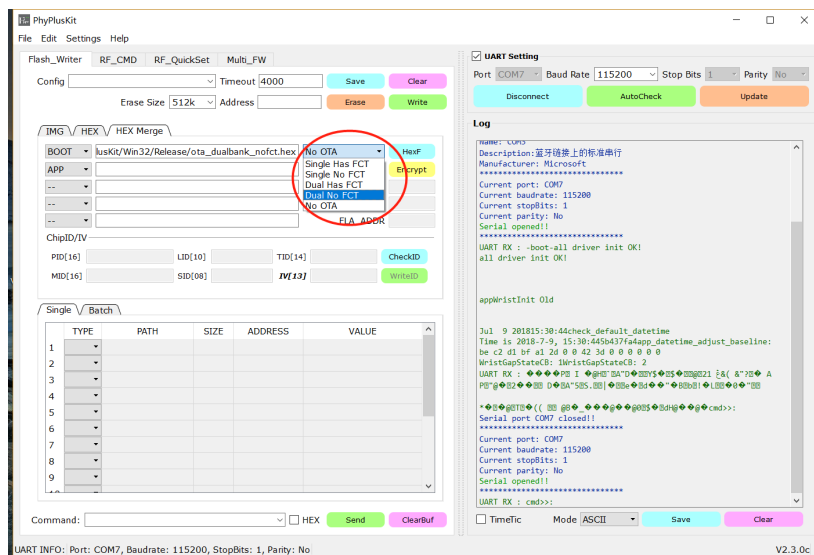 PhyPlusKit
File Edit Settings Help
Flash_Writer RF_CMD RF_QuickSet Multi_FW
Config Timeout 4000 Save Clear
Erase Size 512k Address Erase Write
IMG HEX HEX Merge
BOOT lusKit/Win32/Release/ota_dualbank_nofct.hex No OTA HexF
APP Single Has FCT Encrypt
-- Single No FCT
-- Dual Has FCT
Dual No FCT
-- No OTA
FLA_ADDR
ChipID/IV
PID[16] LID[10] TID[14] CheckID
MID[16] SID[08] IV[13] WriteID
Single Batch
TYPE PATH SIZE ADDRESS VALUE
1
2
3
4
5
6
7
8
9
Command: HEX Send ClearBuf
UART INFO: Port: COM7, Baudrate: 115200, StopBits: 1, Parity: No
UART Setting
Port COM7 Baud Rate 115200 Stop Bits 1 Parity No
Disconnect AutoCheck Update
Log
Description:蓝牙链接上的标准串行
Manufacturer: Microsoft
********************************
Current port: COM7
Current baudrate: 115200
Current stopBits: 1
Current parity: No
Serial opened!!
********************************
UART RX : -boot-all driver init OK!
all driver init OK!
appWristInit Old
Jul 9 201815:30:44check_default_datetime
Time is 2018-7-9, 15:30:445b437fa4app_datetime_adjust_baseline:
be c2 d1 bf a1 2d 0 0 42 3d 0 0 0 0 0 0
WristGapStateCB: 1WristGapStateCB: 2
UART RX :
cmd>>:
Serial port COM7 closed!!
********************************
Current port: COM7
Current baudrate: 115200
Current stopBits: 1
Current parity: No
Serial opened!!
********************************
UART RX : cmd>>:
TimeTic Mode ASCII Save Clear
V2.3.0c